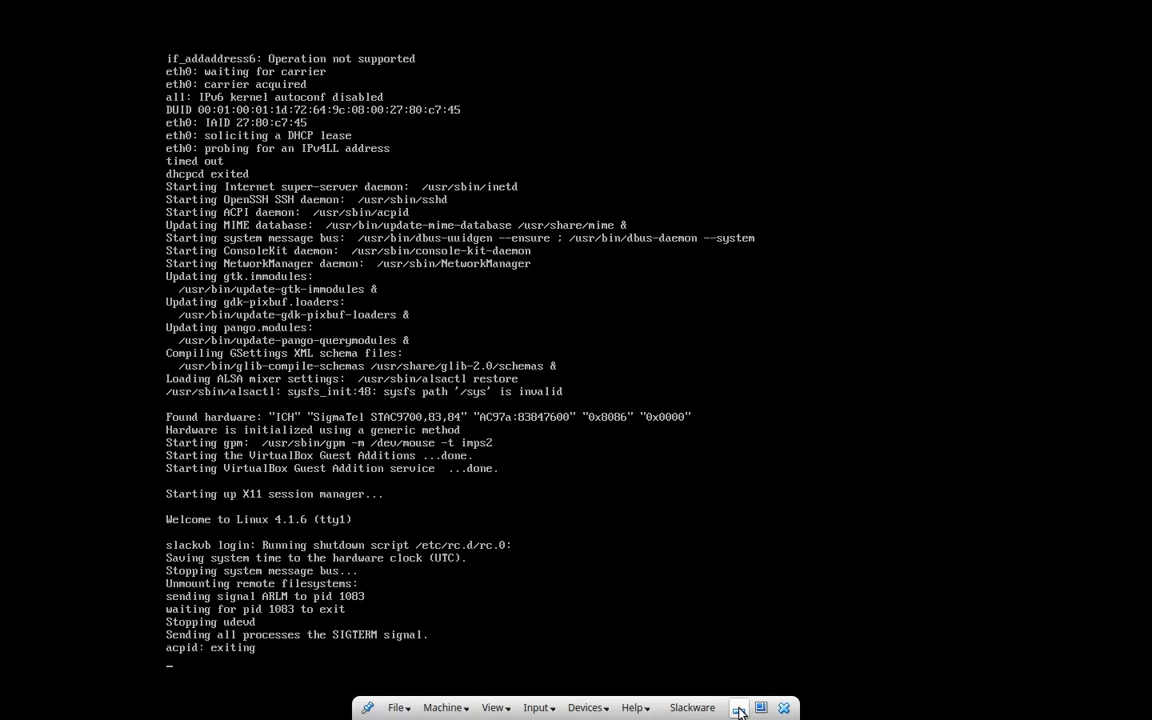 if_addaddress6: Operation not supported
eth0: waiting for carrier
eth0: carrier acquired
all: IPv6 kernel autoconf disabled
DUID 00:01:00:01:1d:72:64:9c:08:00:27:80:c7:45
eth0: IAID 27:80:c7:45
eth0: soliciting a DHCP lease
eth0: probing for an IPv4LL address
timed out
dhcpcd exited
Starting Internet super-server daemon:  /usr/sbin/inetd
Starting OpenSSH SSH daemon:  /usr/sbin/sshd
Starting ACPI daemon:  /usr/sbin/acpid
Updating MIME database:  /usr/bin/update-mime-database /usr/share/mime &
Starting system message bus:  /usr/bin/dbus-uuidgen --ensure ; /usr/bin/dbus-daemon --system
Starting ConsoleKit daemon:  /usr/sbin/console-kit-daemon
Starting NetworkManager daemon:  /usr/sbin/NetworkManager
Updating gtk.immodules:
  /usr/bin/update-gtk-immodules &
Updating gdk-pixbuf.loaders:
  /usr/bin/update-gdk-pixbuf-loaders &
Updating pango.modules:
  /usr/bin/update-pango-querymodules &
Compiling GSettings XML schema files:
  /usr/bin/glib-compile-schemas /usr/share/glib-2.0/schemas &
Loading ALSA mixer settings:  /usr/sbin/alsactl restore
/usr/sbin/alsactl: sysfs_init:48: sysfs path '/sys' is invalid
Found hardware: "ICH" "SigmaTel STAC9700,83,84" "AC97a:83847600" "0x8086" "0x0000"
Hardware is initialized using a generic method
Starting gpm:  /usr/sbin/gpm -m /dev/mouse -t imps2
Starting the VirtualBox Guest Additions ...done.
Starting VirtualBox Guest Addition service  ...done.
Starting up X11 session manager...
Welcome to Linux 4.1.6 (tty1)
slackvb login: Running shutdown script /etc/rc.d/rc.0:
Saving system time to the hardware clock (UTC).
Stopping system message bus...
Unmounting remote filesystems:
sending signal ARLM to pid 1083
waiting for pid 1083 to exit
Stopping udevd
Sending all processes the SIGTERM signal.
acpid: exiting
_
File Machine View Input Devices Help Slackware